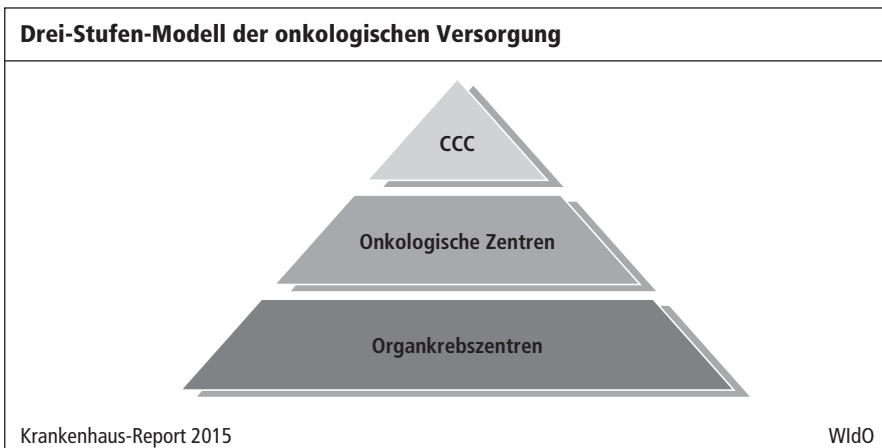 Drei-Stufen-Modell der onkologischen Versorgung
CCC
Onkologische Zentren
Organkrebszentren
Krankenhaus-Report 2015
WIdO